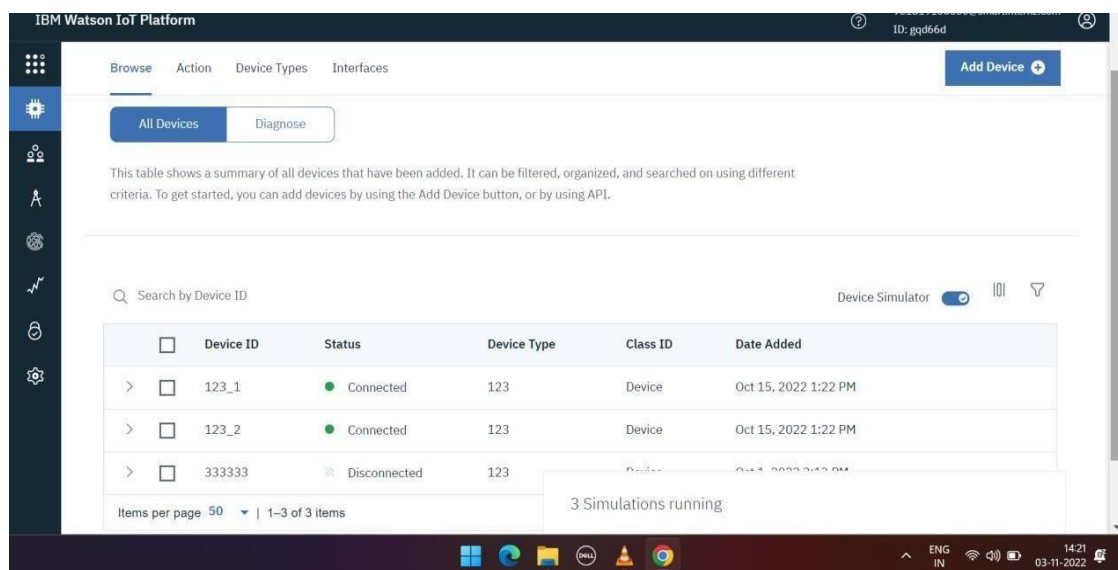 IBM Watson IoT Platform
ID: gqd66d
Browse Action Device Types Interfaces
Add Device
All Devices Diagnose
This table shows a summary of all devices that have been added. It can be filtered, organized, and searched on using different
criteria. To get started, you can add devices by using the Add Device button, or by using API.
Search by Device ID
Device Simulator
Device ID Status Device Type Class ID Date Added
123_1 Connected 123 Device Oct 15, 2022 1:22 PM
123_2 Connected 123 Device Oct 15, 2022 1:22 PM
333333 Disconnected 123
3 Simulations running
Items per page 50 | 1–3 of 3 items
DELL
ENG
IN
14:21
03-11-2022